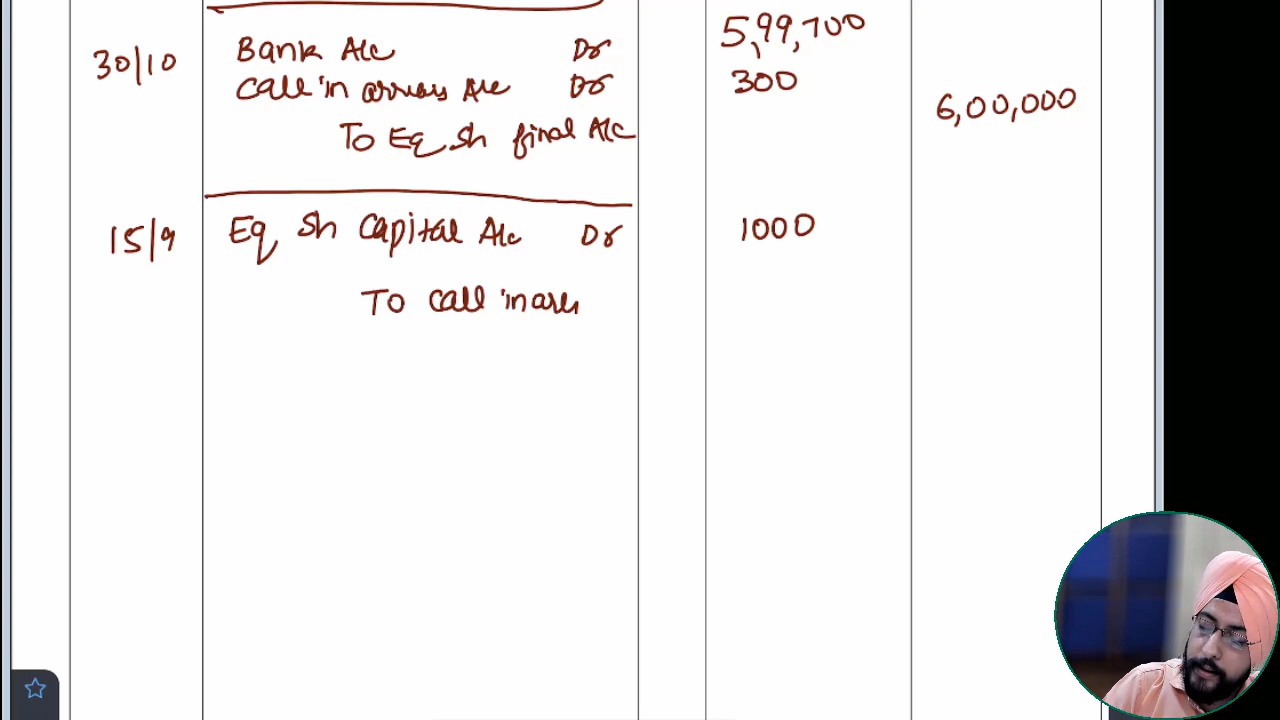 30/10 Bank A/c Dr 5,99,700
Call in arrears A/c Dr 300
To Eq Sh final A/c 6,00,000
15/9 Eq Sh Capital A/c Dr 1000
To call in arre